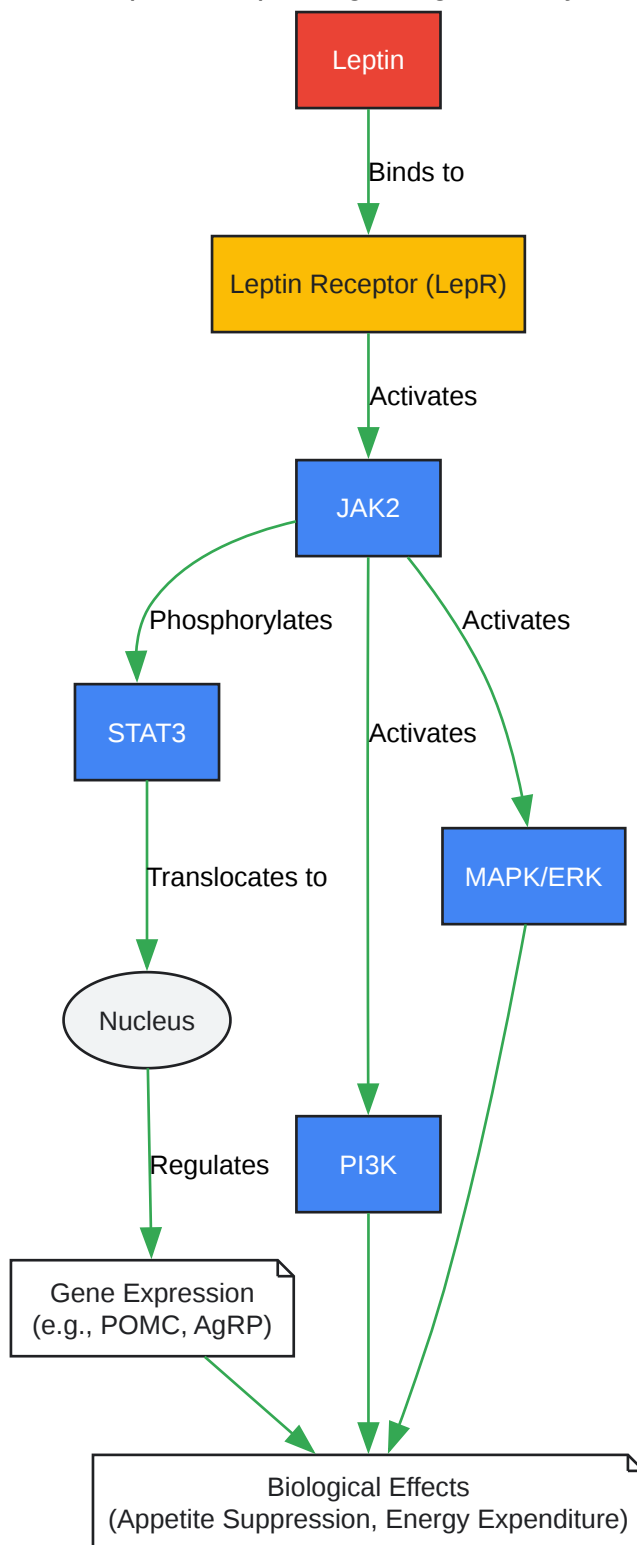 Leptin
Binds to
Leptin Receptor (LepR)
Activates
JAK2
Phosphorylates
Activates
STAT3
Activates
MAPK/ERK
Translocates to
Nucleus
PI3K
Regulates
Gene Expression
(e.g., POMC, AgRP)
Biological Effects
(Appetite Suppression, Energy Expenditure)